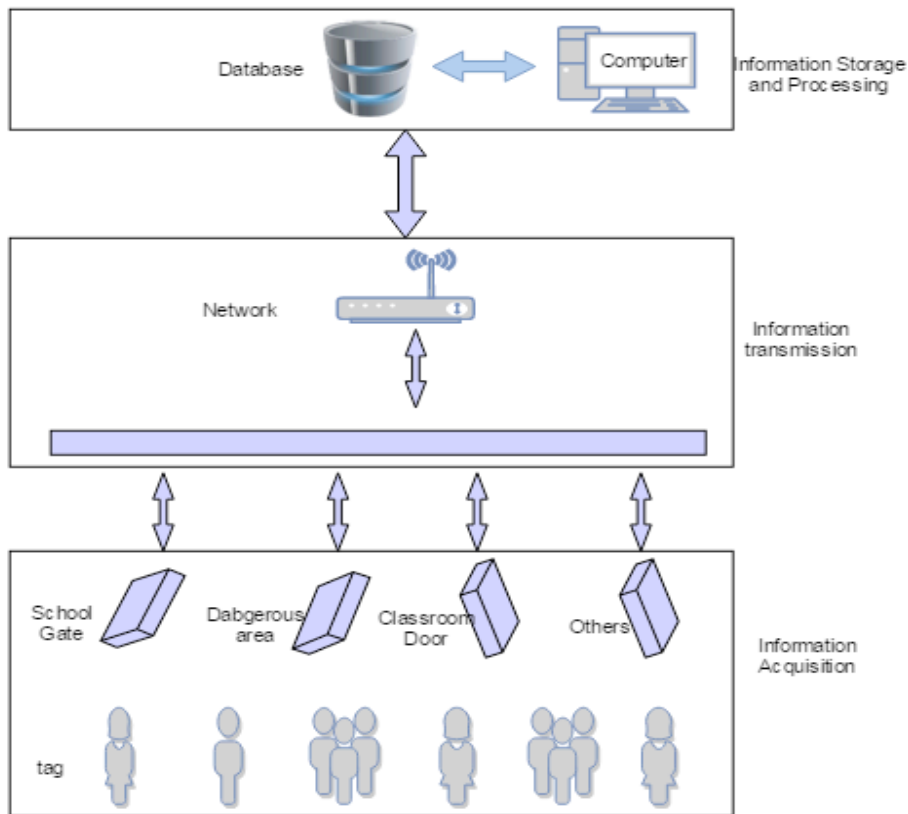 Database
Computer
Information Storage
and Processing
Network
Information
transmission
School
Gate
Dabgerous
area
Classroom
Door
Others
Information
Acquisition
tag